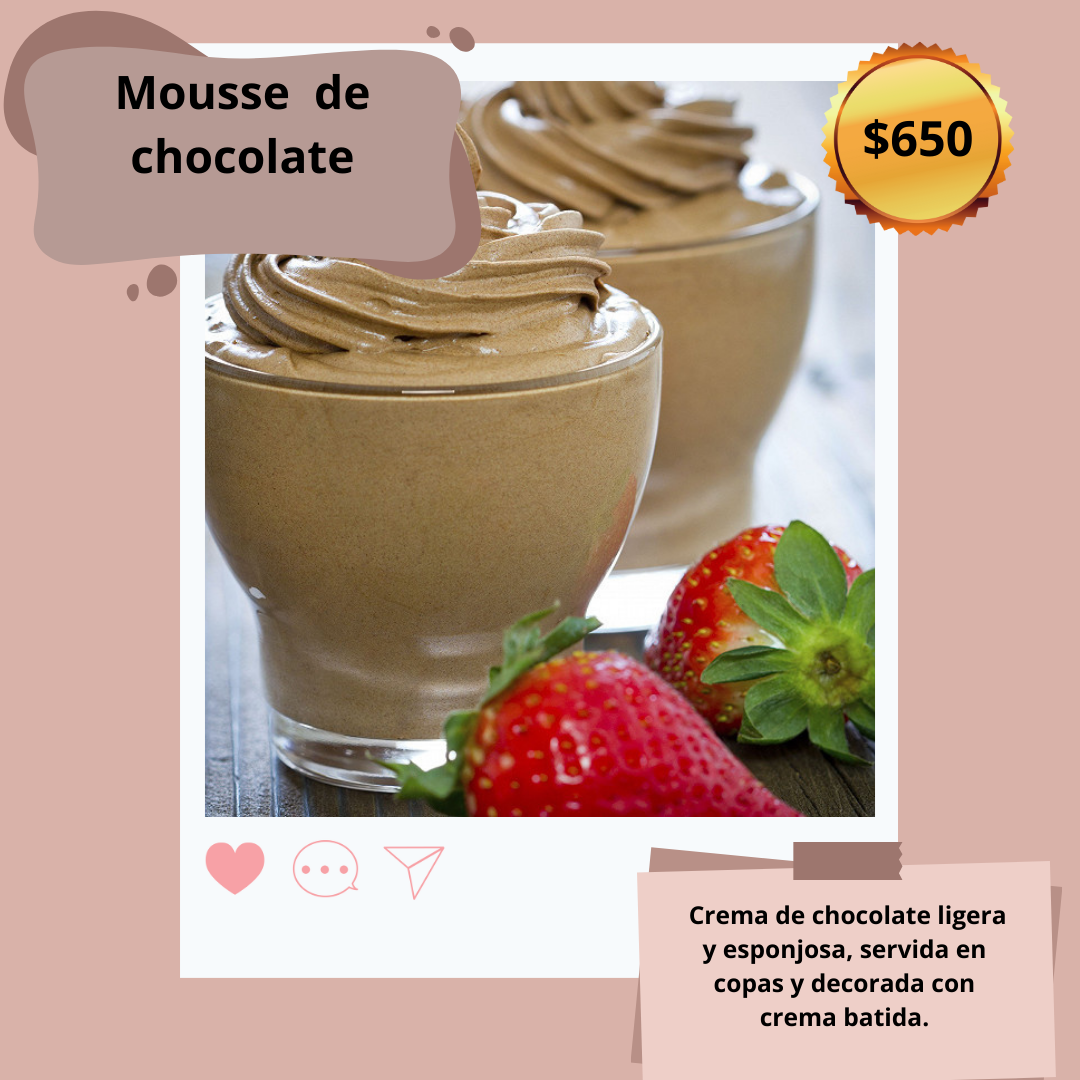 Mousse de
chocolate
$650
Crema de chocolate ligera
y esponjosa, servida en
copas y decorada con
crema batida.